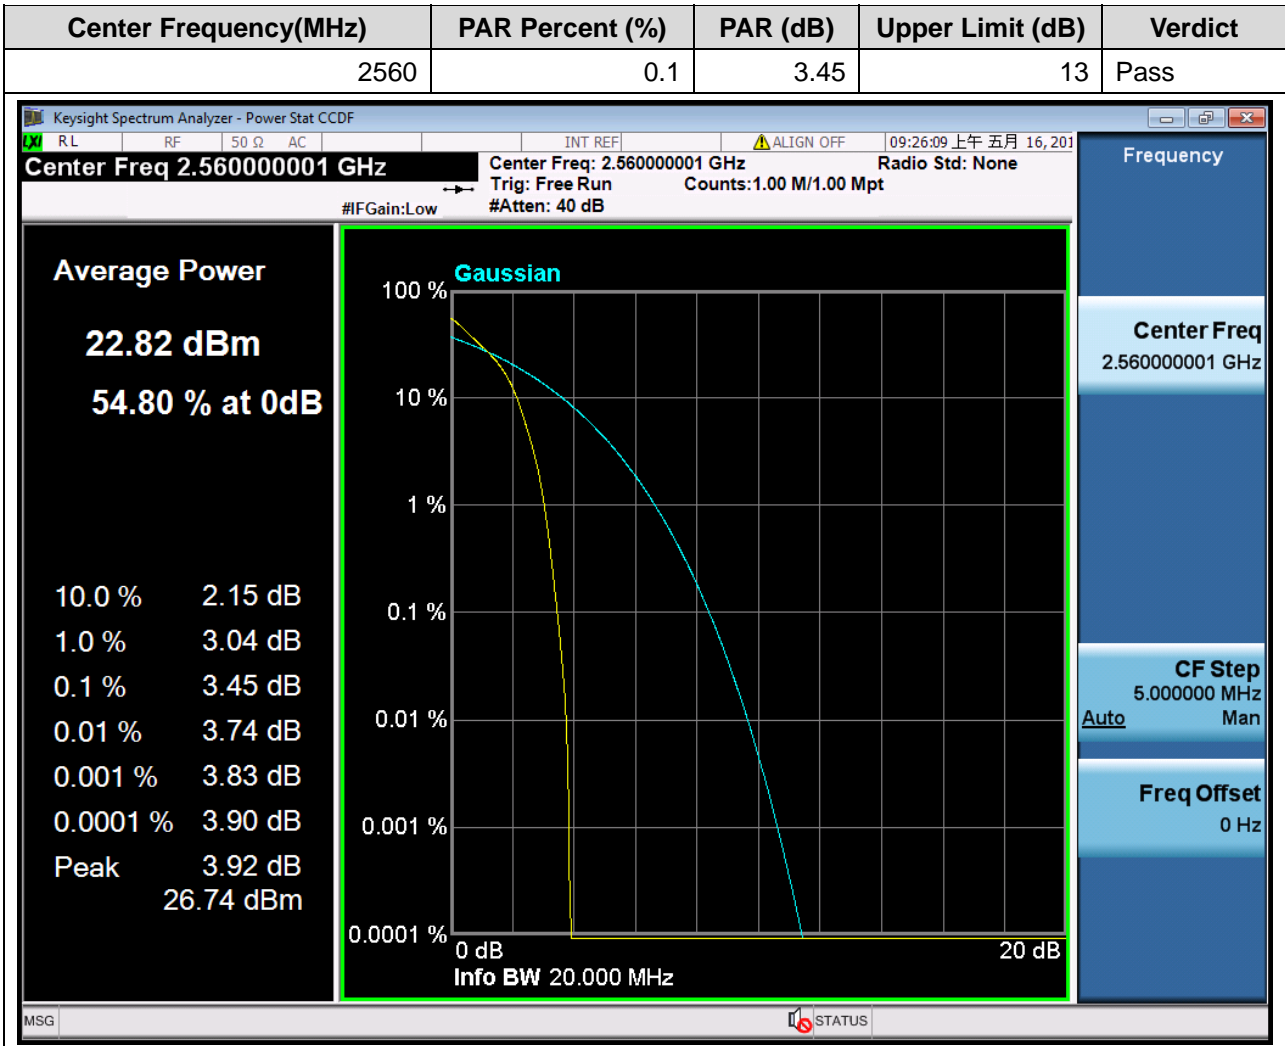 Center Frequency(MHz) PAR Percent (%) PAR (dB) Upper Limit (dB) Verdict
2560 0.1 3.45 13 Pass
Keysight Spectrum Analyzer - Power Stat CCDF
LXI RL RF 50 Ω AC INT REF ALIGN OFF 09:26:09 上午 五月 16, 201
Center Freq 2.560000001 GHz
#IFGain:Low
Center Freq: 2.560000001 GHz Radio Std: None
Trig: Free Run Counts:1.00 M/1.00 Mpt
#Atten: 40 dB
Average Power
22.82 dBm
54.80 % at 0dB
10.0 % 2.15 dB
1.0 % 3.04 dB
0.1 % 3.45 dB
0.01 % 3.74 dB
0.001 % 3.83 dB
0.0001 % 3.90 dB
Peak 3.92 dB
26.74 dBm
Gaussian
100 %
10 %
1 %
0.1 %
0.01 %
0.001 %
0.0001 %
0 dB 20 dB
Info BW 20.000 MHz
Frequency
Center Freq
2.560000001 GHz
CF Step
5.000000 MHz
Auto Man
Freq Offset
0 Hz
MSG STATUS